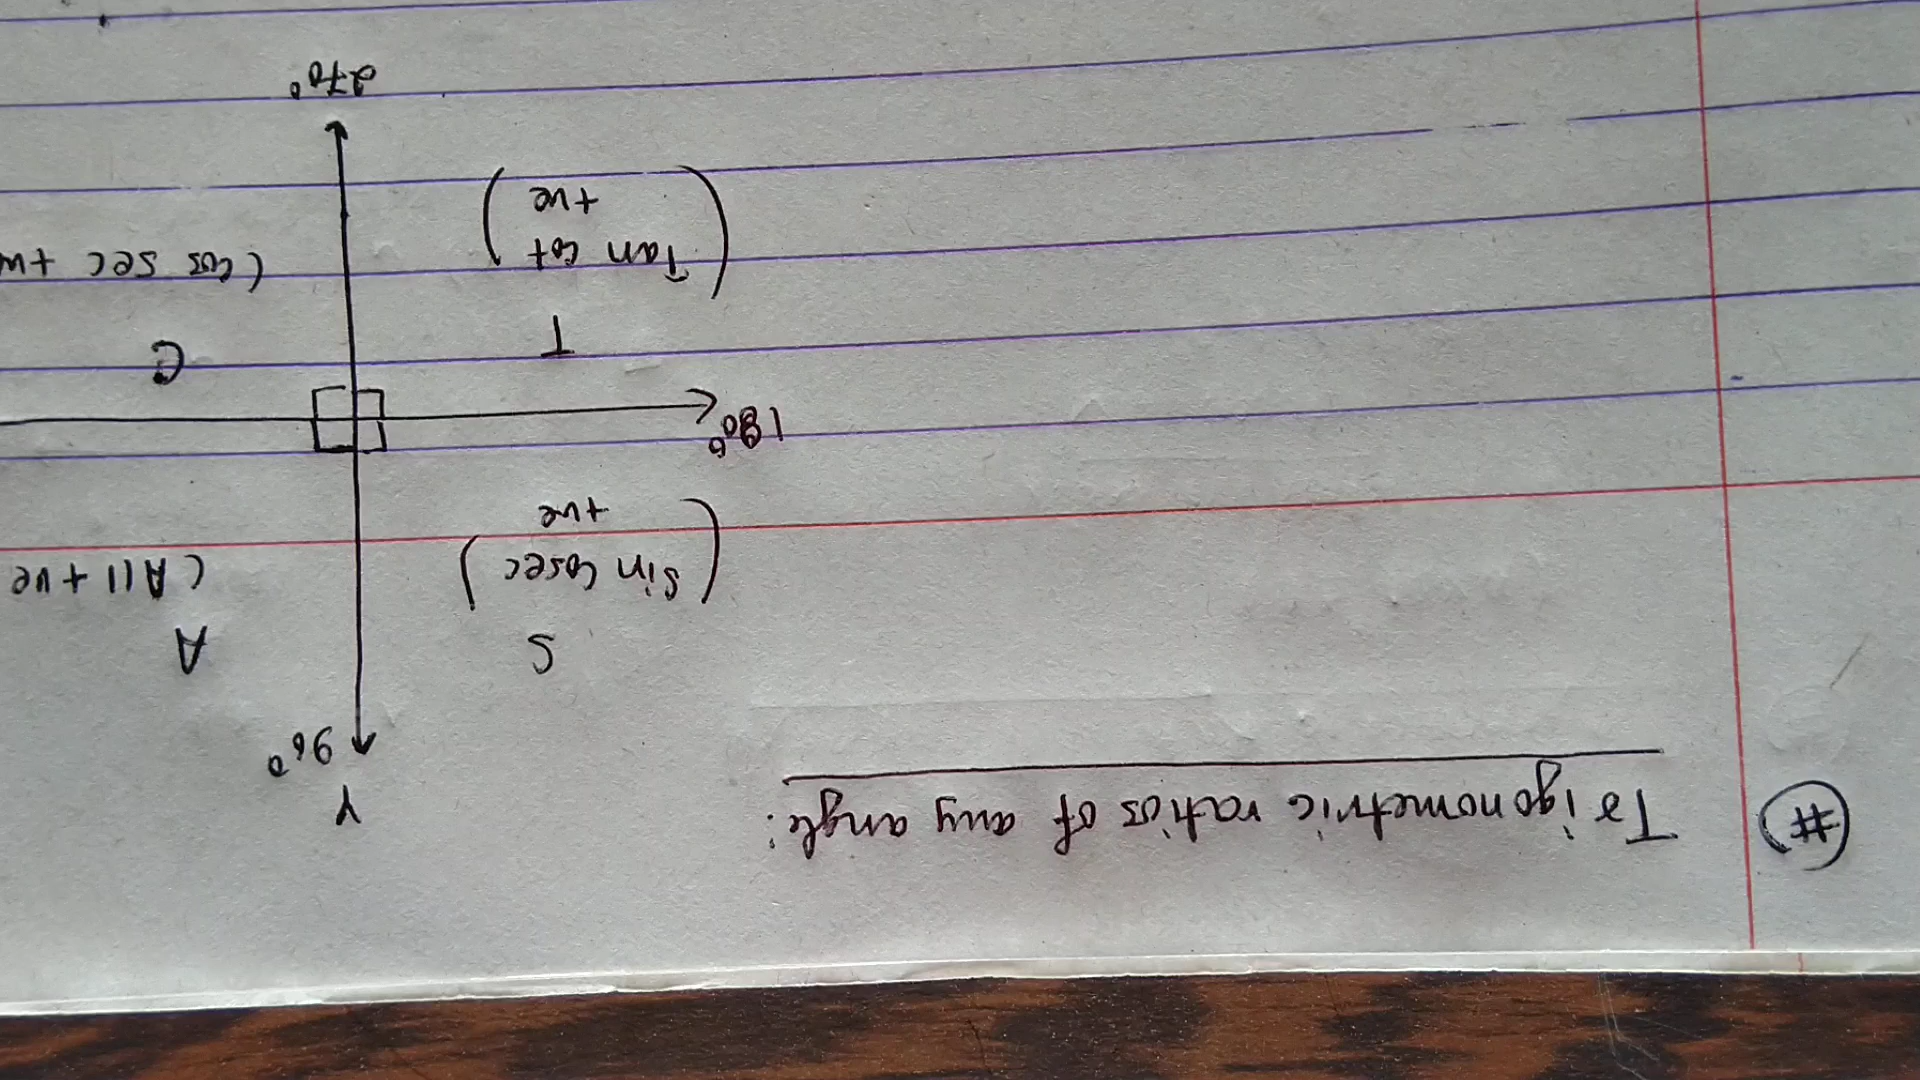 # Trigonometric ratios of any angle:
Y
90°
S
A
(Sin Cosec)
+ve
(All +ve
180°
T
C
(Tan Cot)
+ve
(Cos sec +ve
270°